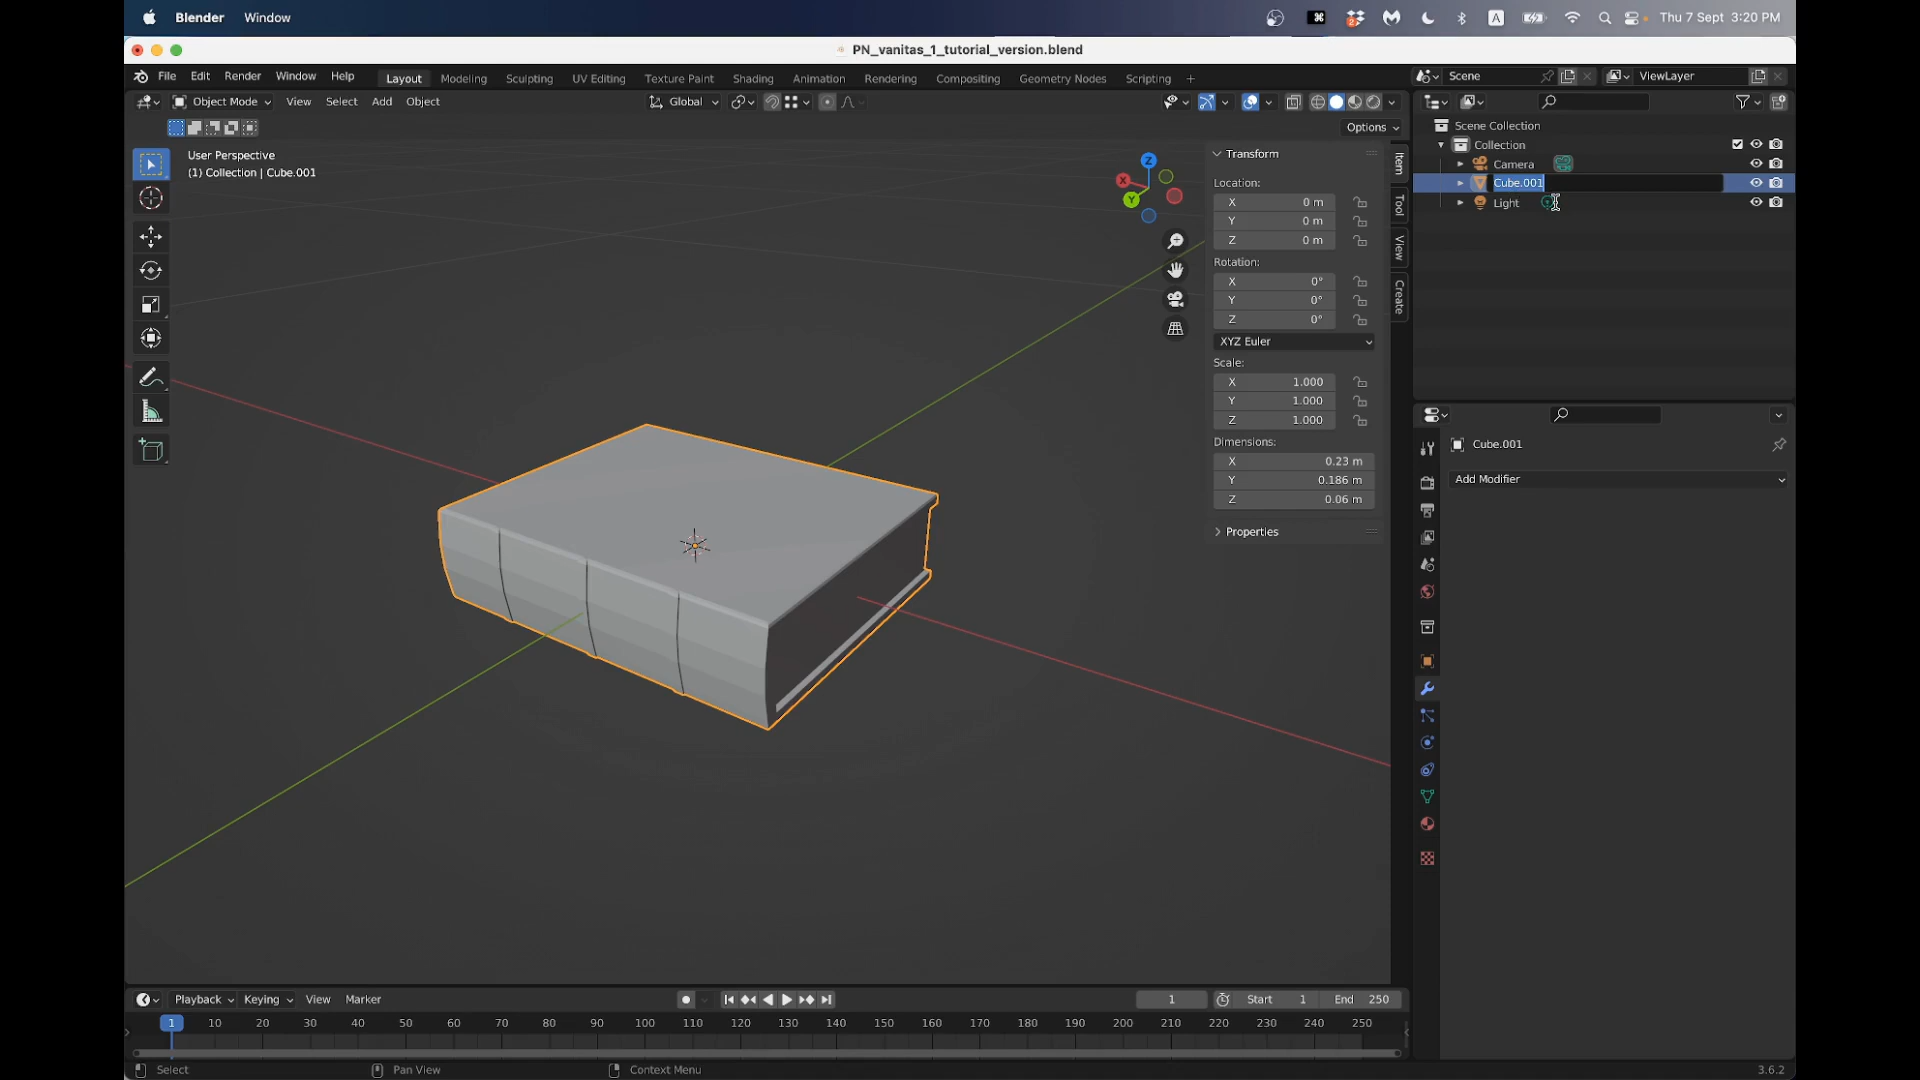 Blender Window
A Thu 7 Sept 3:20 PM
PN_vanitas_1_tutorial_version.blend
File Edit Render Window Help Layout Modeling Sculpting UV Editing Texture Paint Shading Animation Rendering Compositing Geometry Nodes Scripting + Scene ViewLayer
Object Mode View Select Add Object Global
Options
User Perspective
(1) Collection | Cube.001
Z
X
Y
Item
Tool
View
Create
Transform
Location:
X 0 m
Y 0 m
Z 0 m
Rotation:
X 0°
Y 0°
Z 0°
XYZ Euler
Scale:
X 1.000
Y 1.000
Z 1.000
Dimensions:
X 0.23 m
Y 0.186 m
Z 0.06 m
Properties
Scene Collection
Collection
Camera
Cube.001
Light
Cube.001
Add Modifier
Playback Keying View Marker 1 Start 1 End 250
1 10 20 30 40 50 60 70 80 90 100 110 120 130 140 150 160 170 180 190 200 210 220 230 240 250
Select Pan View Context Menu 3.6.2